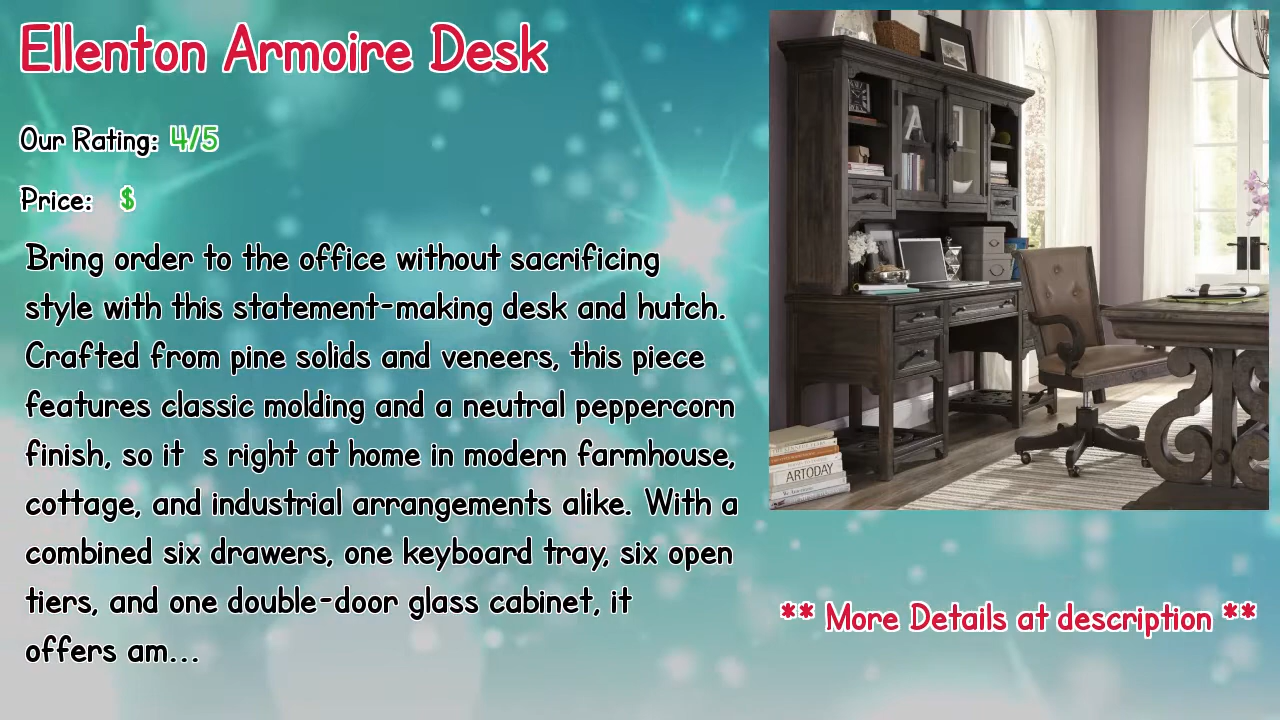 Ellenton Armoire Desk
Our Rating: 4/5
Price: $
Bring order to the office without sacrificing
style with this statement-making desk and hutch.
Crafted from pine solids and veneers, this piece
features classic molding and a neutral peppercorn
finish, so it s right at home in modern farmhouse,
cottage, and industrial arrangements alike. With a
combined six drawers, one keyboard tray, six open
tiers, and one double-door glass cabinet, it
offers am...
A
ARTODAY
** More Details at description **